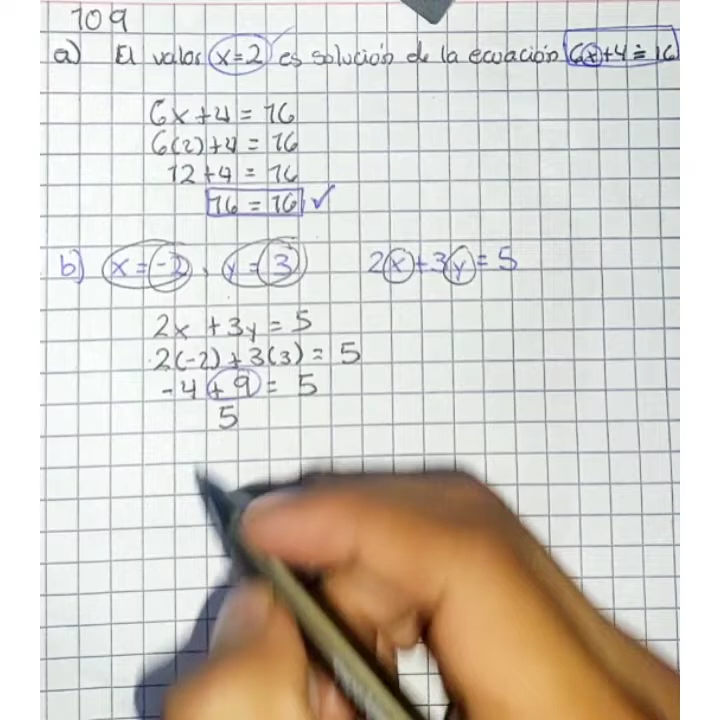 109
a) El valor x=2 es solución de la ecuación 6x+4=16
6x+4=16
6(2)+4=16
12+4=16
16=16 ✓
b) x=-2, y=3 2x+3y=5
2x+3y=5
2(-2)+3(3)=5
-4+9=5
5